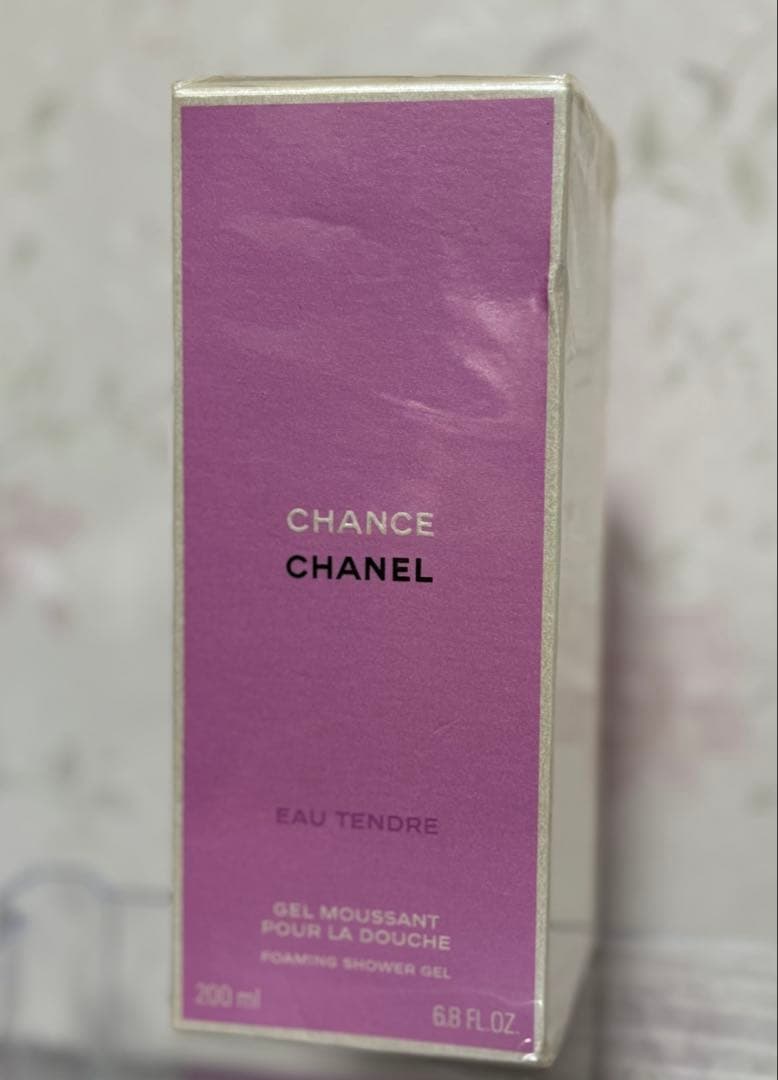 CHANCE
CHANEL
EAU TENDRE
GEL MOUSSANT
POUR LA DOUCHE
FOAMING SHOWER GEL
200 ml
6.8 FL.OZ.